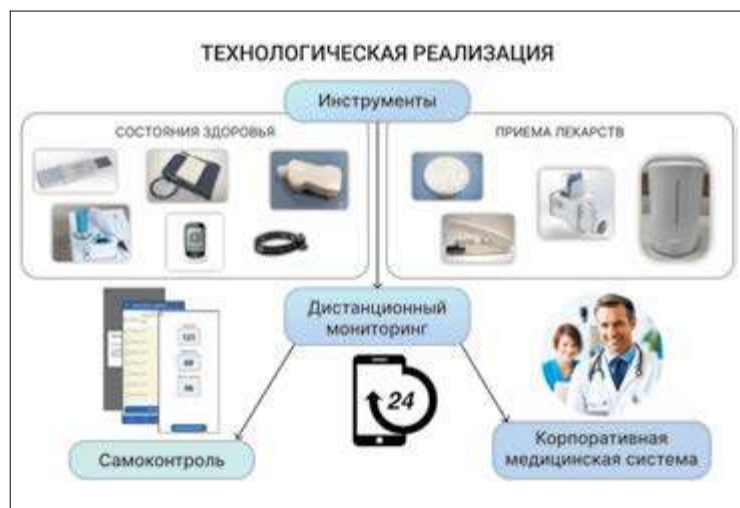 ТЕХНОЛОГИЧЕСКАЯ РЕАЛИЗАЦИЯ
Инструменты
СОСТОЯНИЯ ЗДОРОВЬЯ
ПРИЕМА ЛЕКАРСТВ
Дистанционный
мониторинг
24
Самоконтроль
Корпоративная
медицинская система